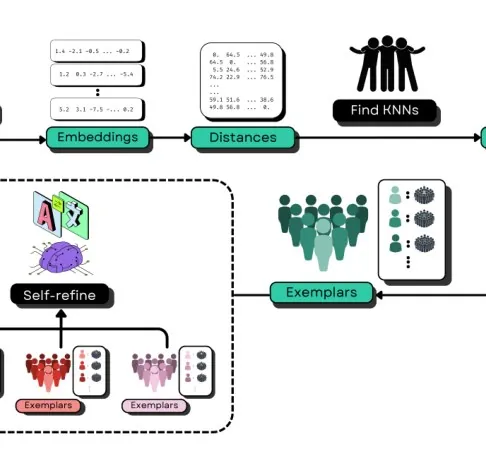 1.4 -2.3 -0.5 ... -0.2
1.2 0.3 -2.7 ... -5.4
5.2 3.1 -7.5 ... 0.2
Embeddings
0. 64.5 ... 49.8
64.5 0. ... 56.8
5.5 24.6 ... 52.9
74.2 22.9 ... 76.5
...
...
59.1 51.6 ... 38.6
49.8 56.8 ... 0.
Distances
Find KNNs
A
Self-refine
Exemplars
Exemplars
Exemplars